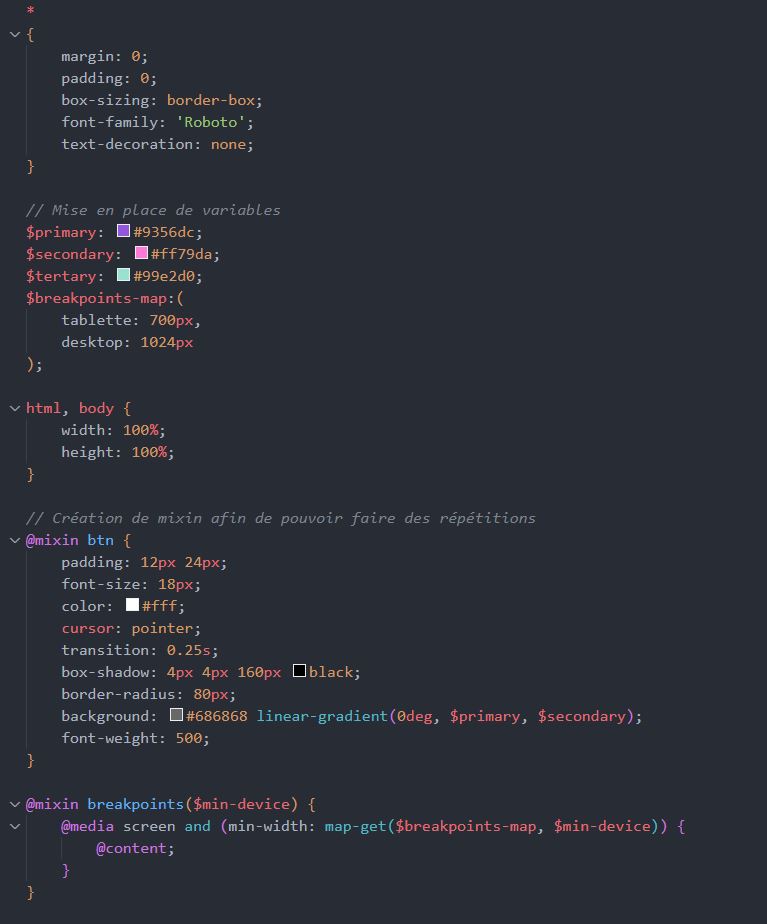 *
{
    margin: 0;
    padding: 0;
    box-sizing: border-box;
    font-family: 'Roboto';
    text-decoration: none;
}

// Mise en place de variables
$primary: #9356dc;
$secondary: #ff79da;
$tertary: #99e2d0;
$breakpoints-map:(
    tablette: 700px,
    desktop: 1024px
);

html, body {
    width: 100%;
    height: 100%;
}

// Création de mixin afin de pouvoir faire des répétitions
@mixin btn {
    padding: 12px 24px;
    font-size: 18px;
    color: #fff;
    cursor: pointer;
    transition: 0.25s;
    box-shadow: 4px 4px 160px black;
    border-radius: 80px;
    background: #686868 linear-gradient(0deg, $primary, $secondary);
    font-weight: 500;
}

@mixin breakpoints($min-device) {
    @media screen and (min-width: map-get($breakpoints-map, $min-device)) {
        @content;
    }
}